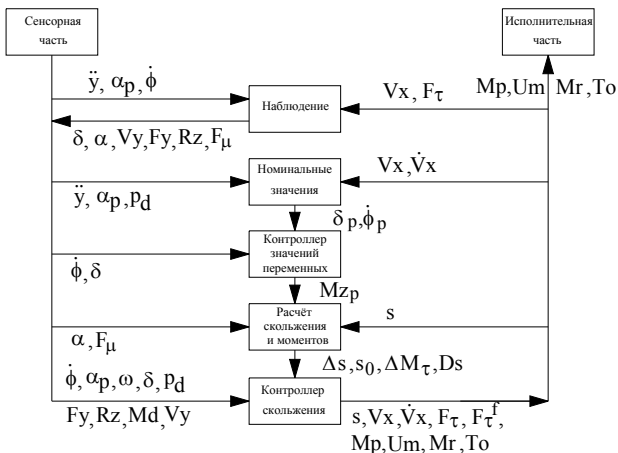 Сенсорная
часть
Исполнительная
часть
ÿ, αp, φ̇
Наблюдение
Vx, Fτ
Mp,Um
Mr,To
δ, α,Vy,Fy,Rz,Fμ
Номинальные
значения
Vx,V̇x
ÿ, αp,pd
δp,φ̇p
Контроллер
значений
переменных
φ̇,δ
Mzp
Расчёт
скольжения
и моментов
s
α,Fμ
Δs,s0,ΔMτ,Ds
φ̇, αp,ω,δ,pd
Контроллер
скольжения
Fy,Rz,Md,Vy
s,Vx,V̇x,Fτ,Fτf,
Mp,Um,Mr,To